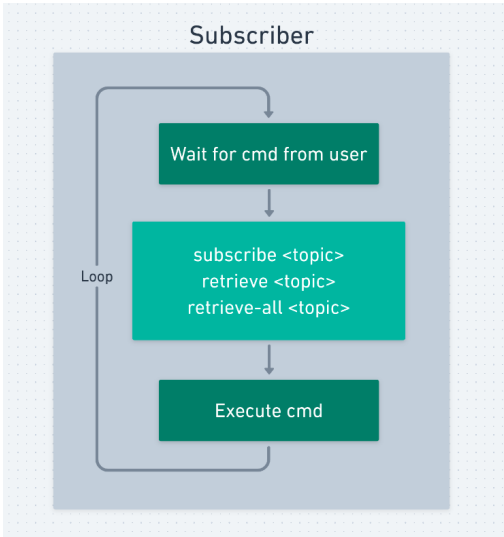 Subscriber
Wait for cmd from user
subscribe <topic>
retrieve <topic>
retrieve-all <topic>
Loop
Execute cmd